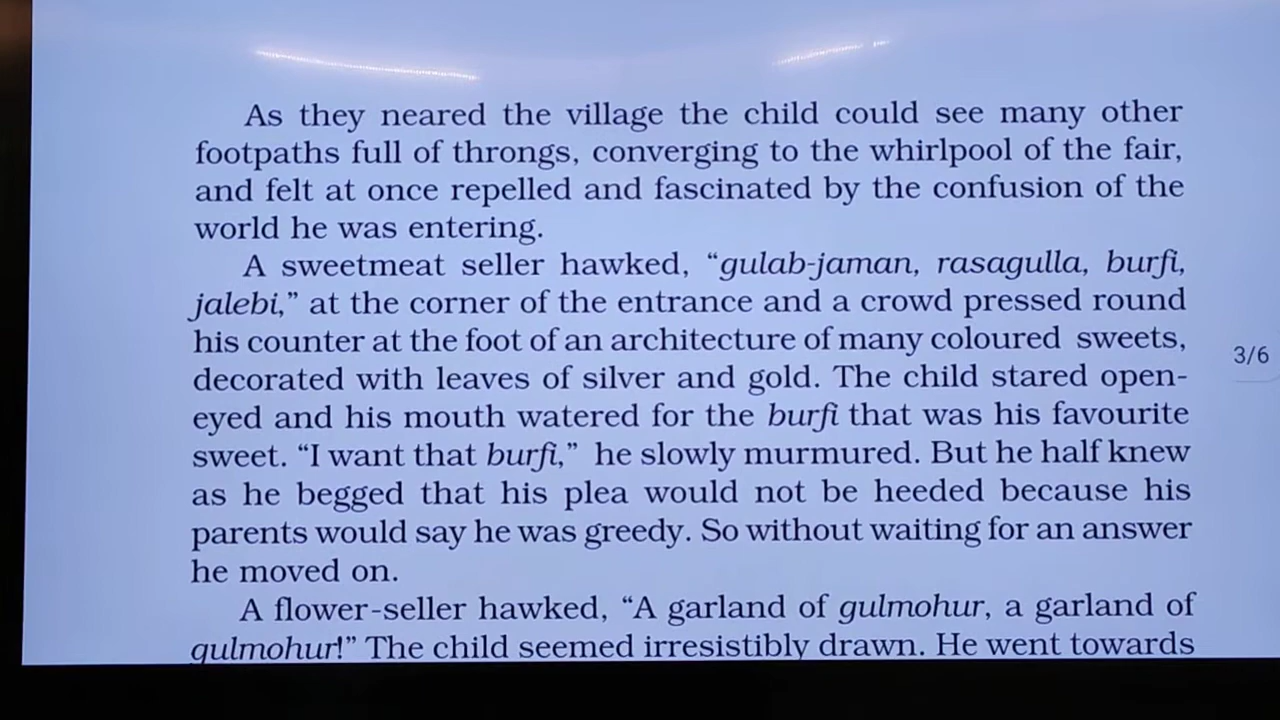 As they neared the village the child could see many other
footpaths full of throngs, converging to the whirlpool of the fair,
and felt at once repelled and fascinated by the confusion of the
world he was entering.
A sweetmeat seller hawked, “gulab-jaman, rasagulla, burfi,
jalebi,” at the corner of the entrance and a crowd pressed round
his counter at the foot of an architecture of many coloured sweets,
decorated with leaves of silver and gold. The child stared open-
eyed and his mouth watered for the burfi that was his favourite
sweet. “I want that burfi,” he slowly murmured. But he half knew
as he begged that his plea would not be heeded because his
parents would say he was greedy. So without waiting for an answer
he moved on.
A flower-seller hawked, “A garland of gulmohur, a garland of
gulmohur!” The child seemed irresistibly drawn. He went towards
3/6